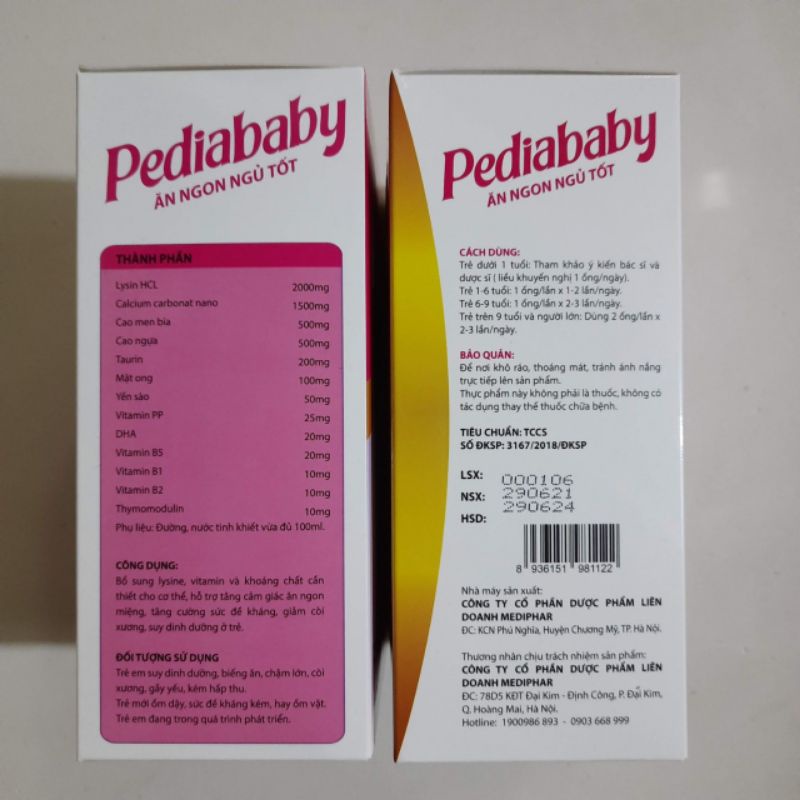 Pediababy
ĂN NGON NGỦ TỐT
THÀNH PHẦN
Lysin HCL 2000mg
Calcium carbonat nano 1500mg
Cao men bia 500mg
Cao ngựa 500mg
Taurin 200mg
Mật ong 100mg
Yến sào 50mg
Vitamin PP 25mg
DHA 20mg
Vitamin B5 20mg
Vitamin B1 10mg
Vitamin B2 10mg
Thymomodulin 10mg
Phụ liệu: Đường, nước tinh khiết vừa đủ 100ml.
CÔNG DỤNG:
Bổ sung lysine, vitamin và khoáng chất cần
thiết cho cơ thể, hỗ trợ tăng cảm giác ăn ngon
miệng, tăng cường sức đề kháng, giảm còi
xương, suy dinh dưỡng ở trẻ.
ĐỐI TƯỢNG SỬ DỤNG
Trẻ em suy dinh dưỡng, biếng ăn, chậm lớn, còi
xương, gầy yếu, kém hấp thu.
Trẻ mới ốm dậy, sức đề kháng kém, hay ốm vặt.
Trẻ em đang trong quá trình phát triển.
Pediababy
ĂN NGON NGỦ TỐT
CÁCH DÙNG:
Trẻ dưới 1 tuổi: Tham khảo ý kiến bác sĩ và
dược sĩ ( liều khuyến nghị 1 ống/ngày).
Trẻ 1-6 tuổi: 1 ống/lần x 1-2 lần/ngày.
Trẻ 6-9 tuổi: 1 ống/lần x 2-3 lần/ngày.
Trẻ trên 9 tuổi và người lớn: Dùng 2 ống/lần x
2-3 lần/ngày.
BẢO QUẢN:
Để nơi khô ráo, thoáng mát, tránh ánh nắng
trực tiếp lên sản phẩm.
Thực phẩm này không phải là thuốc, không có
tác dụng thay thế thuốc chữa bệnh.
TIÊU CHUẨN: TCCS
SỐ ĐKSP: 3167/2018/ĐKSP
LSX: 000106
NSX: 290621
HSD: 290624
8 936151 981122
Nhà máy sản xuất:
CÔNG TY CỔ PHẦN DƯỢC PHẨM LIÊN
DOANH MEDIPHAR
ĐC: KCN Phú Nghĩa, Huyện Chương Mỹ, TP. Hà Nội.
Thương nhân chịu trách nhiệm sản phẩm:
CÔNG TY CỔ PHẦN DƯỢC PHẨM LIÊN
DOANH MEDIPHAR
ĐC: 78D5 KĐT Đại Kim - Định Công, P. Đại Kim,
Q. Hoàng Mai, Hà Nội.
Hotline: 1900986 893 - 0903 668 999